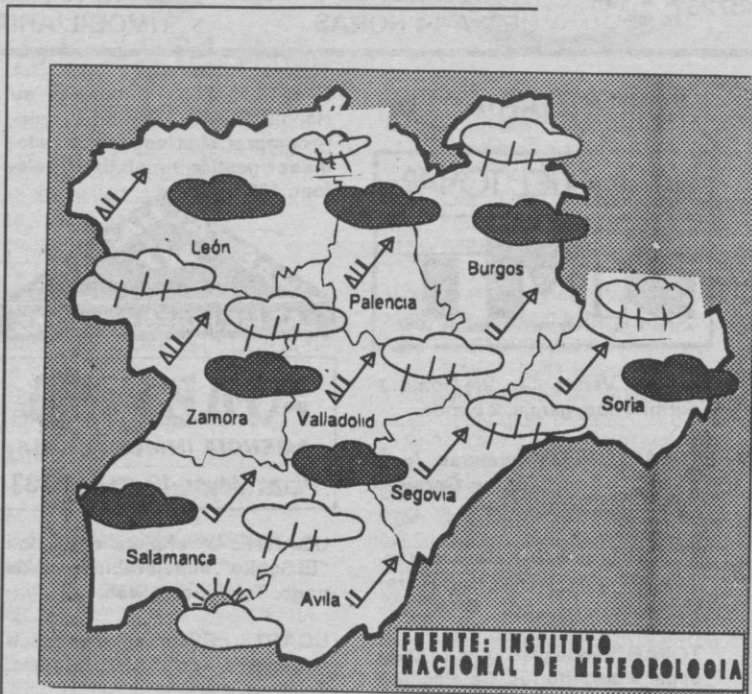 León
Burgos
Palencia
Zamora
Valladolid
Soria
Segovia
Salamanca
Avila
FUENTE: INSTITUTO
NACIONAL DE METEOROLOGIA